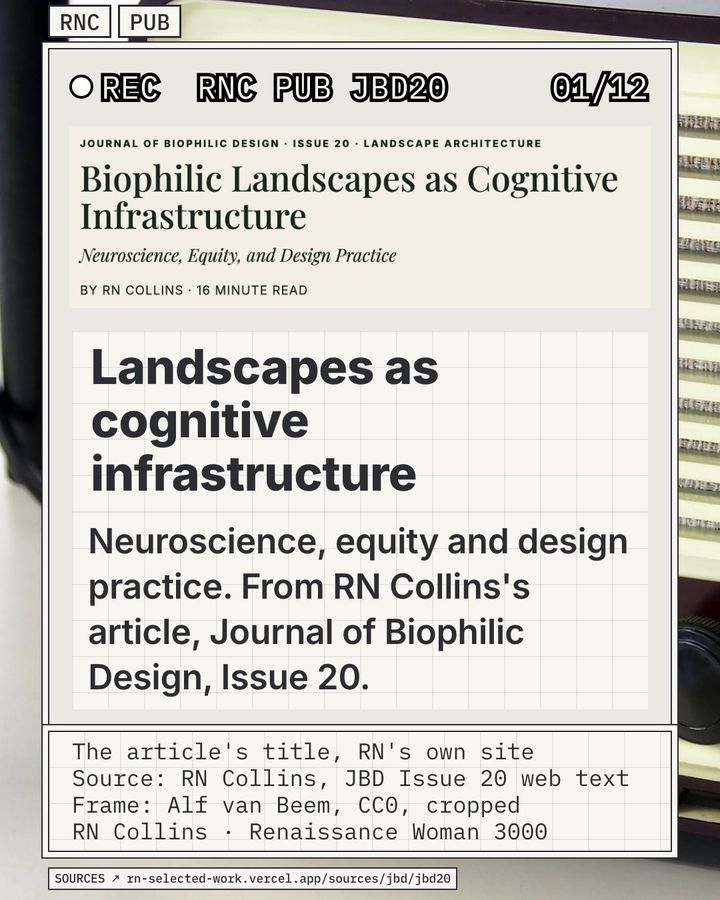 RNC PUB
REC RNC PUB JBD20 01/12
JOURNAL OF BIOPHILIC DESIGN · ISSUE 20 · LANDSCAPE ARCHITECTURE
Biophilic Landscapes as Cognitive
Infrastructure
Neuroscience, Equity, and Design Practice
BY RN COLLINS · 16 MINUTE READ
Landscapes as
cognitive
infrastructure
Neuroscience, equity and design
practice. From RN Collins's
article, Journal of Biophilic
Design, Issue 20.
The article's title, RN's own site
Source: RN Collins, JBD Issue 20 web text
Frame: Alf van Beem, CC0, cropped
RN Collins · Renaissance Woman 3000
SOURCES ↗ rn-selected-work.vercel.app/sources/jbd/jbd20